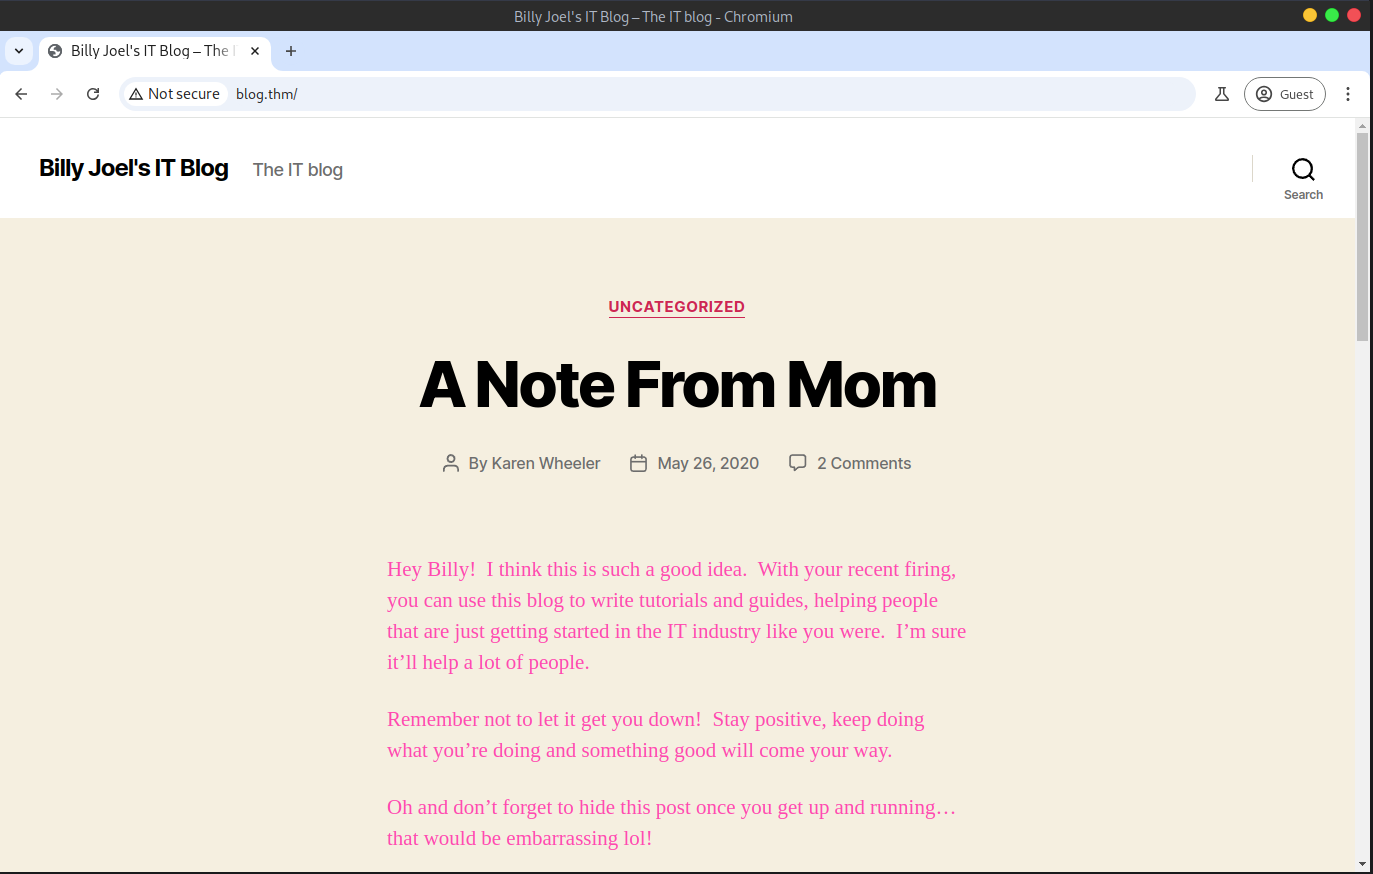 Billy Joel's IT Blog – The IT blog - Chromium
Billy Joel's IT Blog – The
Not secure blog.thm/ Guest
Billy Joel's IT Blog The IT blog
Search
UNCATEGORIZED
A Note From Mom
By Karen Wheeler May 26, 2020 2 Comments
Hey Billy!  I think this is such a good idea.  With your recent firing,
you can use this blog to write tutorials and guides, helping people
that are just getting started in the IT industry like you were.  I’m sure
it’ll help a lot of people.
Remember not to let it get you down!  Stay positive, keep doing
what you’re doing and something good will come your way.
Oh and don’t forget to hide this post once you get up and running…
that would be embarrassing lol!